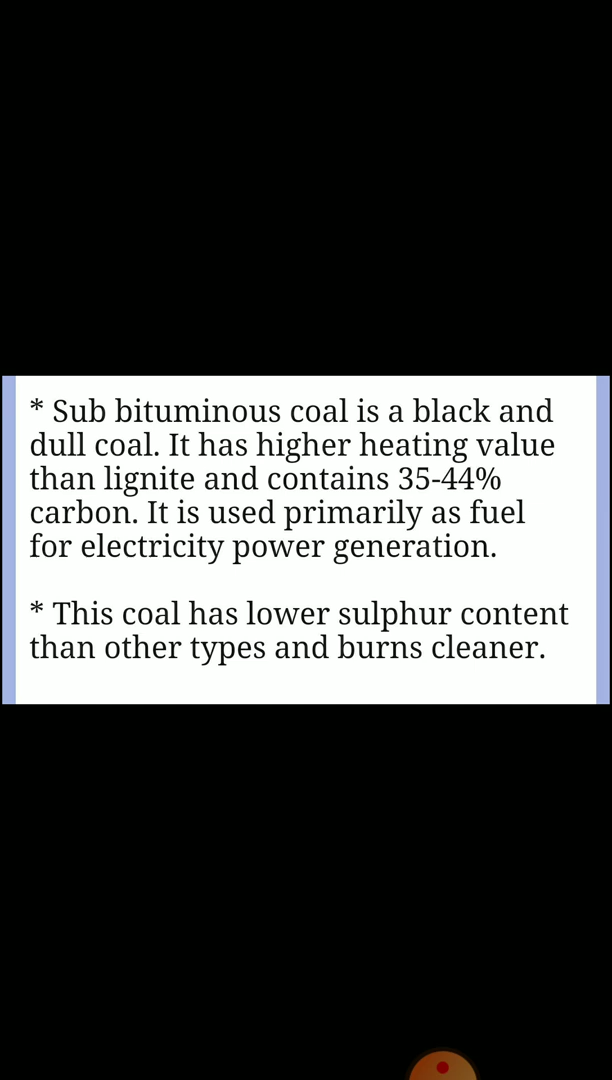 * Sub bituminous coal is a black and
dull coal. It has higher heating value
than lignite and contains 35-44%
carbon. It is used primarily as fuel
for electricity power generation.
* This coal has lower sulphur content
than other types and burns cleaner.